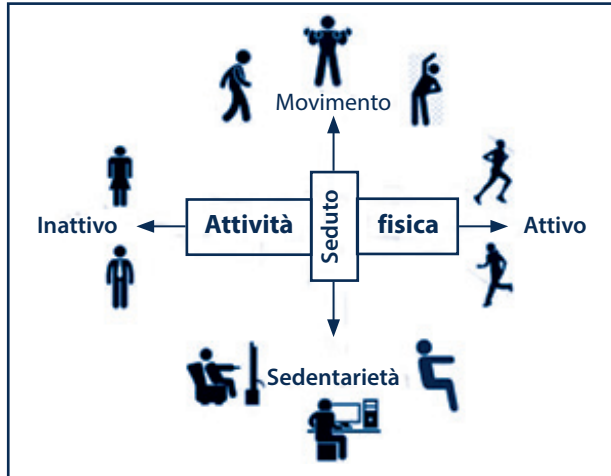 Movimento
Inattivo
Attività
Seduto
fisica
Attivo
Sedentarietà